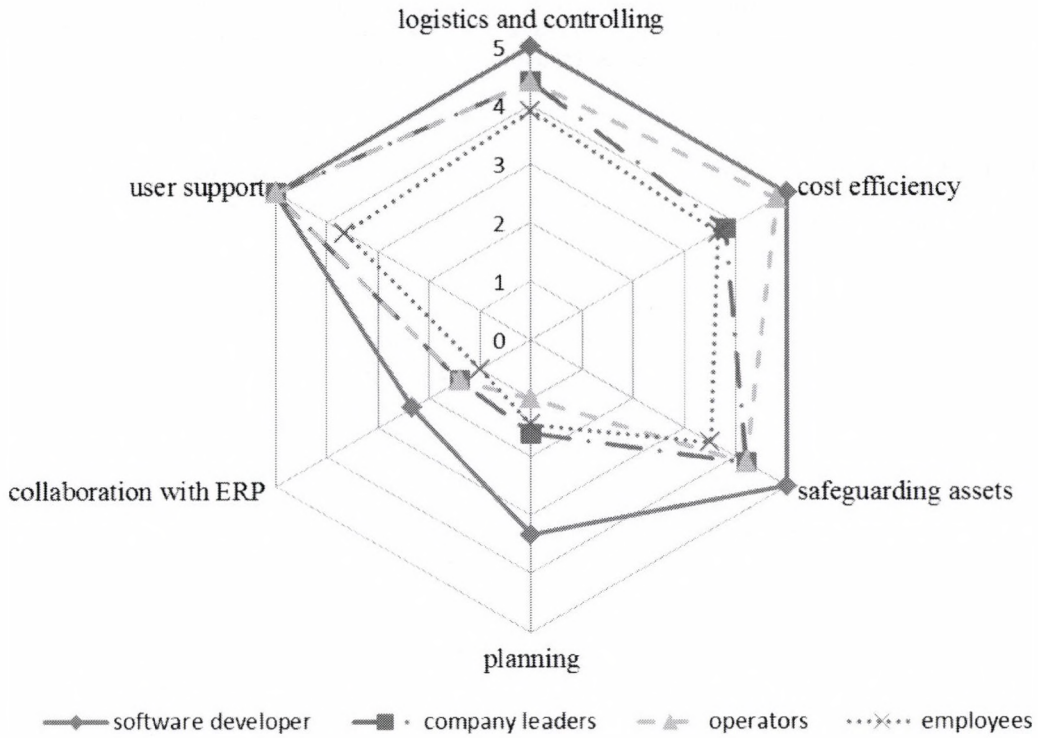 logistics and controlling
5
4
3
2
1
0
user support
cost efficiency
collaboration with ERP
safeguarding assets
planning
software developer company leaders operators employees